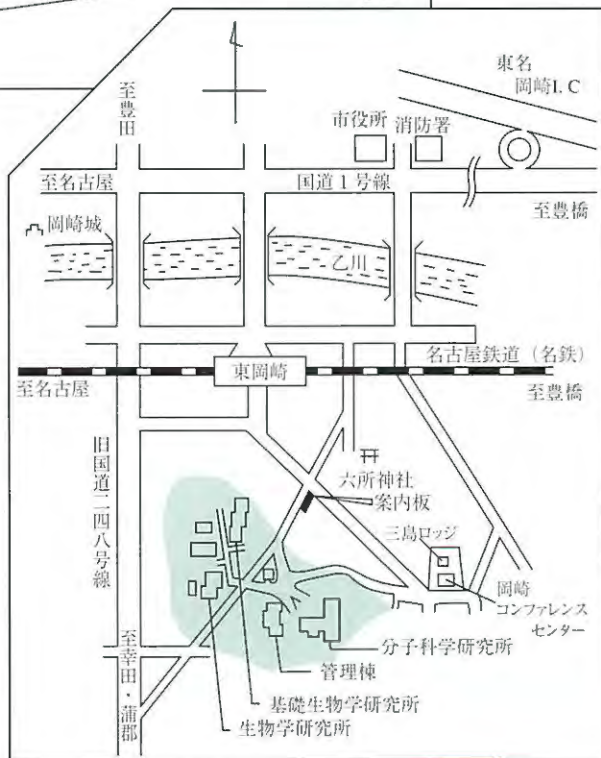 至豊田
東名
岡崎I.C
市役所
消防署
至名古屋
国道1号線
至豊橋
岡崎城
乙川
名古屋鉄道（名鉄）
東岡崎
至名古屋
至豊橋
旧国道二四八号線
六所神社
案内板
三島ロッジ
岡崎
コンファレンス
センター
分子科学研究所
管理棟
至幸田・蒲郡
基礎生物学研究所
生物学研究所